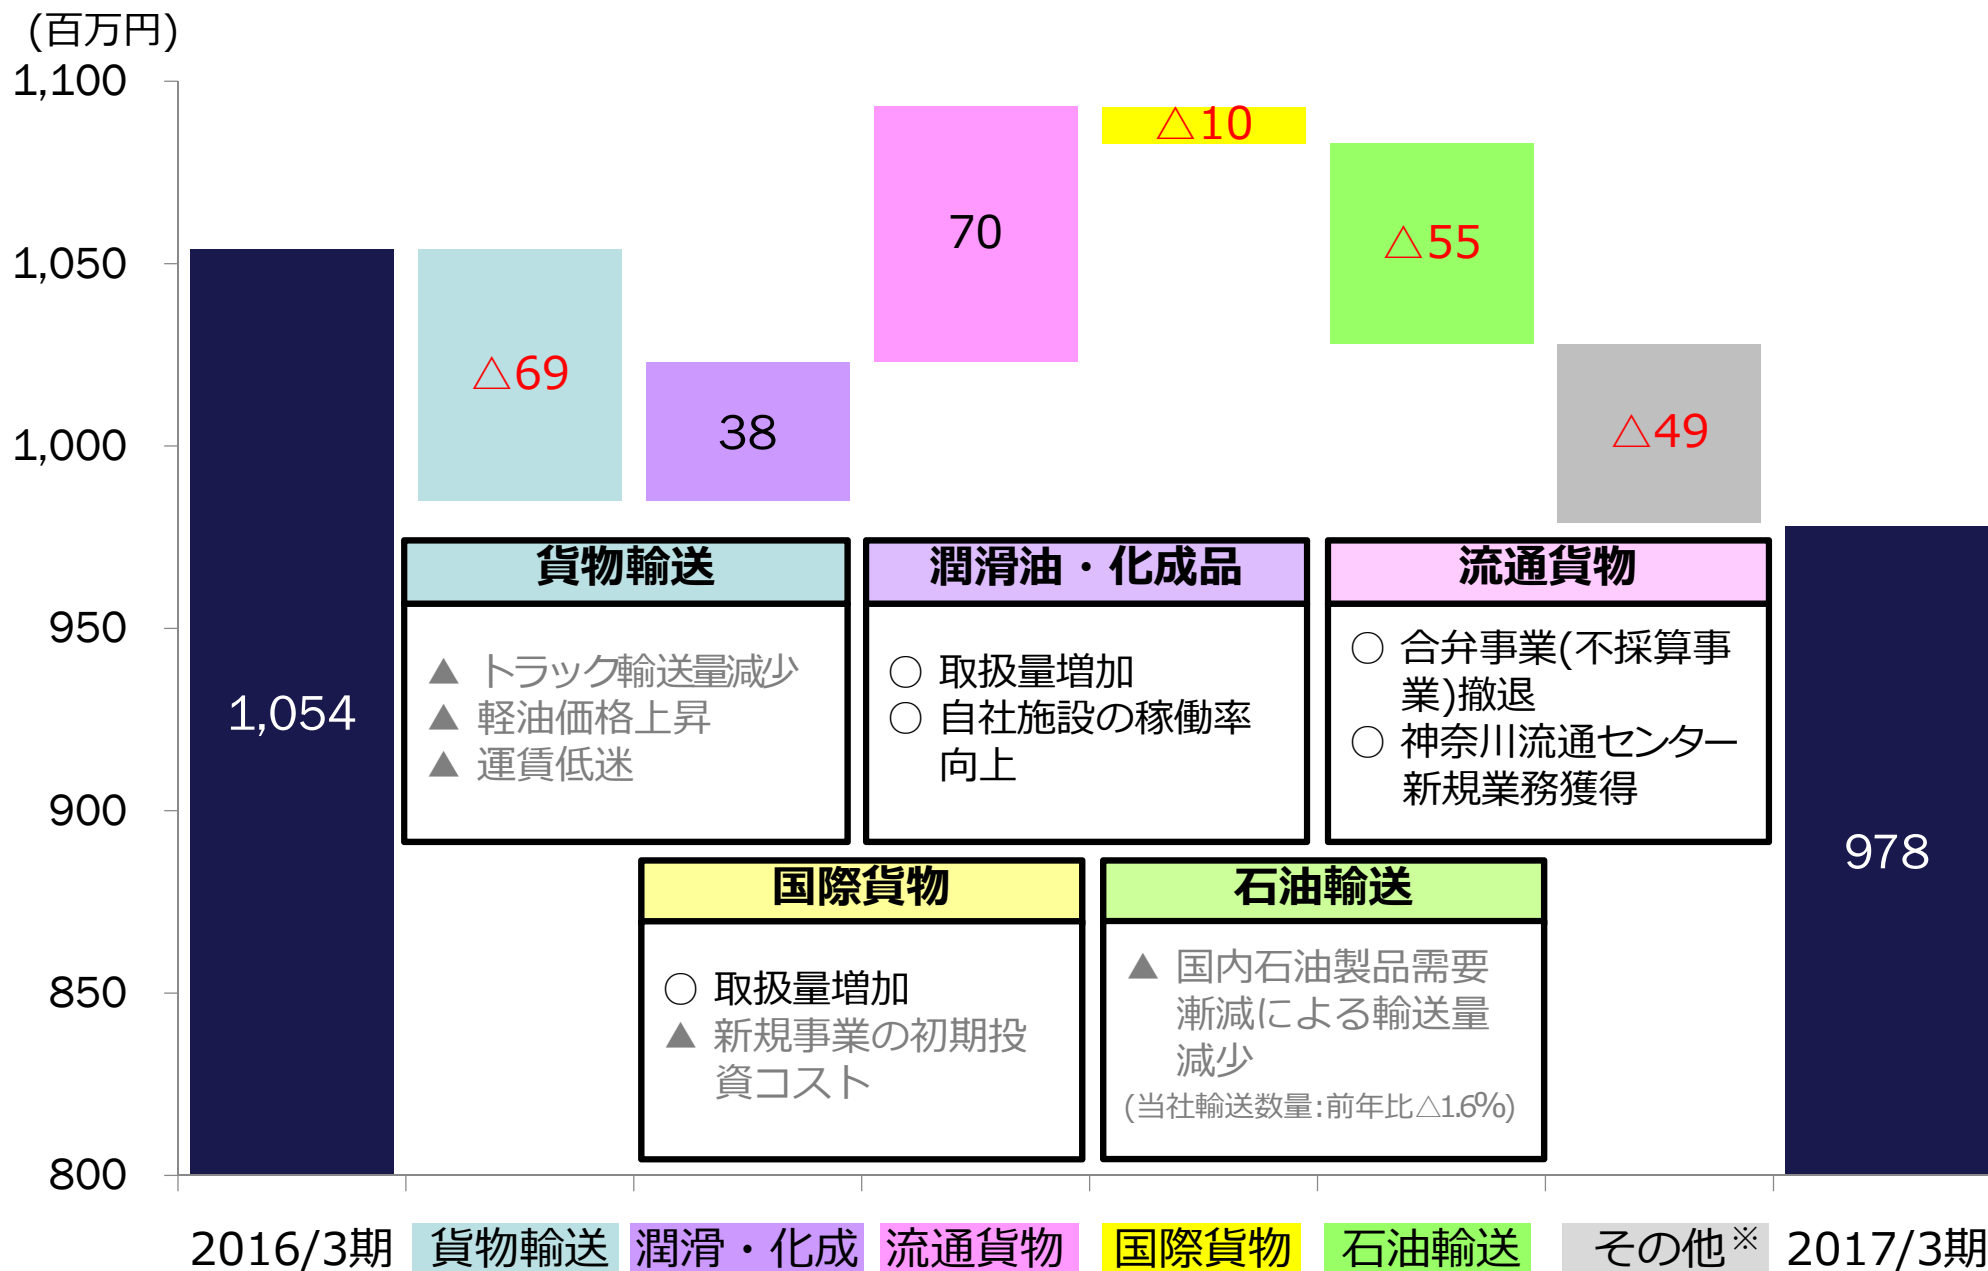 (百万円)
1,100
1,050
1,000
950
900
850
800
1,054
△69
38
70
△10
△55
△49
978
貨物輸送
▲ トラック輸送量減少
▲ 軽油価格上昇
▲ 運賃低迷
潤滑油・化成品
○ 取扱量増加
○ 自社施設の稼働率
向上
流通貨物
○ 合弁事業(不採算事
業)撤退
○ 神奈川流通センター
新規業務獲得
国際貨物
○ 取扱量増加
▲ 新規事業の初期投
資コスト
石油輸送
▲ 国内石油製品需要
漸減による輸送量
減少
(当社輸送数量:前年比△1.6%)
2016/3期 貨物輸送 潤滑・化成 流通貨物 国際貨物 石油輸送 その他※ 2017/3期